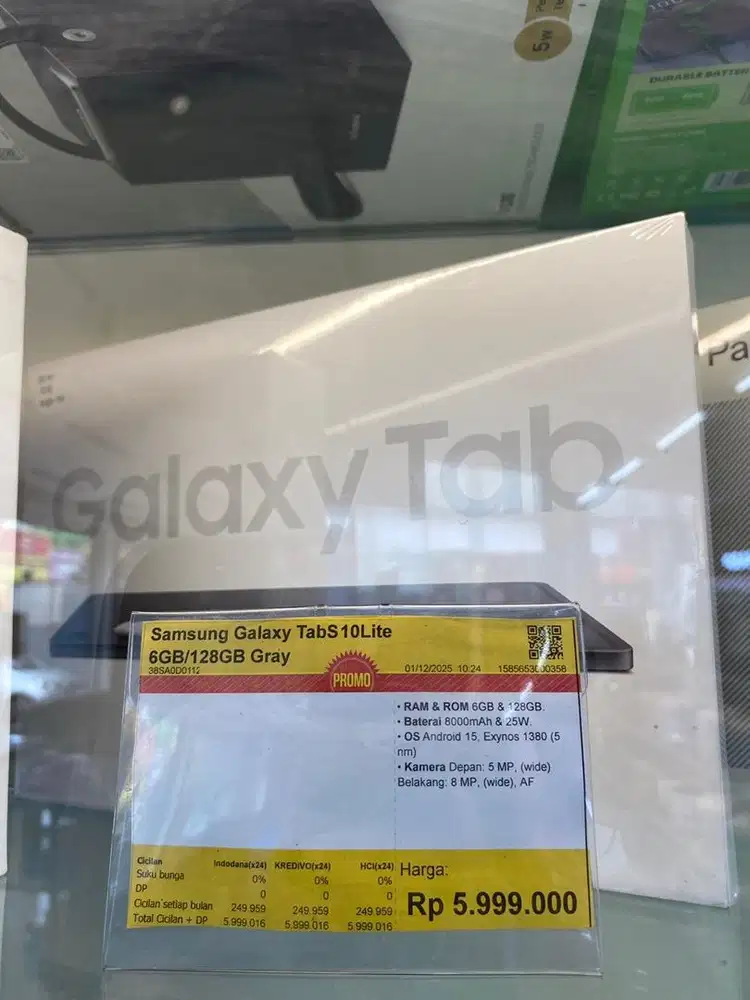 5w
DURABLE BATTER
Galaxy Tab
Pa
Samsung Galaxy TabS10Lite
6GB/128GB Gray
38SA0D0112
PROMO
01/12/2025 10:24
1585653000358
• RAM & ROM 6GB & 128GB.
• Baterai 8000mAh & 25W.
• OS Android 15, Exynos 1380 (5
nm)
• Kamera Depan: 5 MP, (wide)
Belakang: 8 MP, (wide), AF
Cicilan Indodana(x24) KREDIVO(x24) HCI(x24)
Suku bunga 0% 0% 0%
DP 0 0 0
Cicilan setiap bulan 249.959 249.959 249.959
Total Cicilan + DP 5.999.016 5.999.016 5.999.016
Harga:
Rp 5.999.000